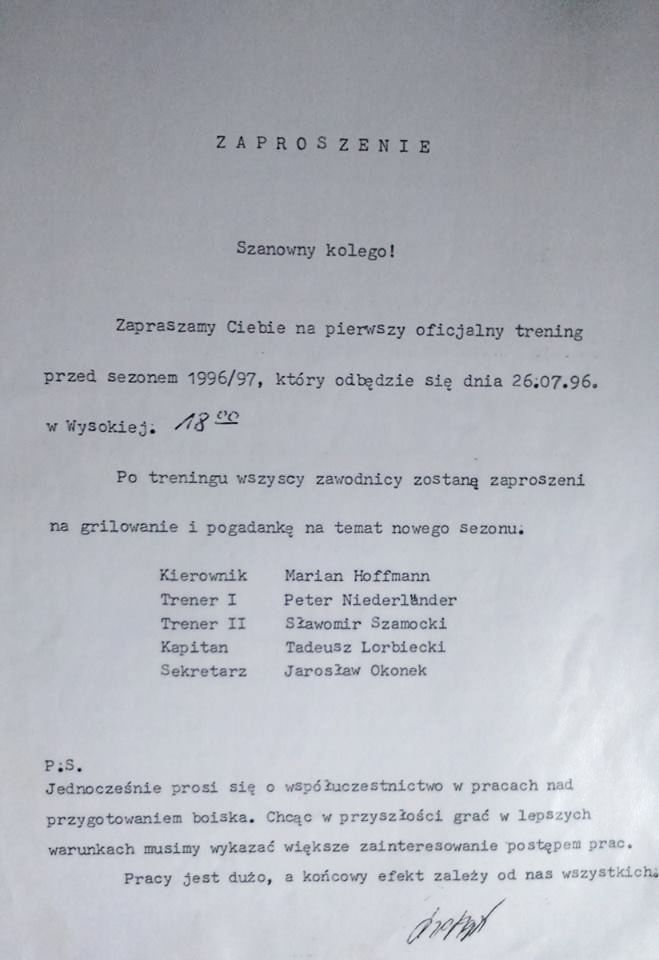 ZAPROSZENIE
Szanowny kolego!
Zapraszamy Ciebie na pierwszy oficjalny trening
przed sezonem 1996/97, który odbędzie się dnia 26.07.96.
w Wysokiej. 18 00
Po treningu wszyscy zawodnicy zostaną zaproszeni
na grilowanie i pogadankę na temat nowego sezonu.
Kierownik Marian Hoffmann
Trener I Peter Niederländer
Trener II Sławomir Szamocki
Kapitan Tadeusz Lorbiecki
Sekretarz Jarosław Okonek
P.S.
Jednocześnie prosi się o współuczestnictwo w pracach nad
przygotowaniem boiska. Chcąc w przyszłości grać w lepszych
warunkach musimy wykazać większe zainteresowanie postępem prac.
Pracy jest dużo, a końcowy efekt zależy od nas wszystkich.